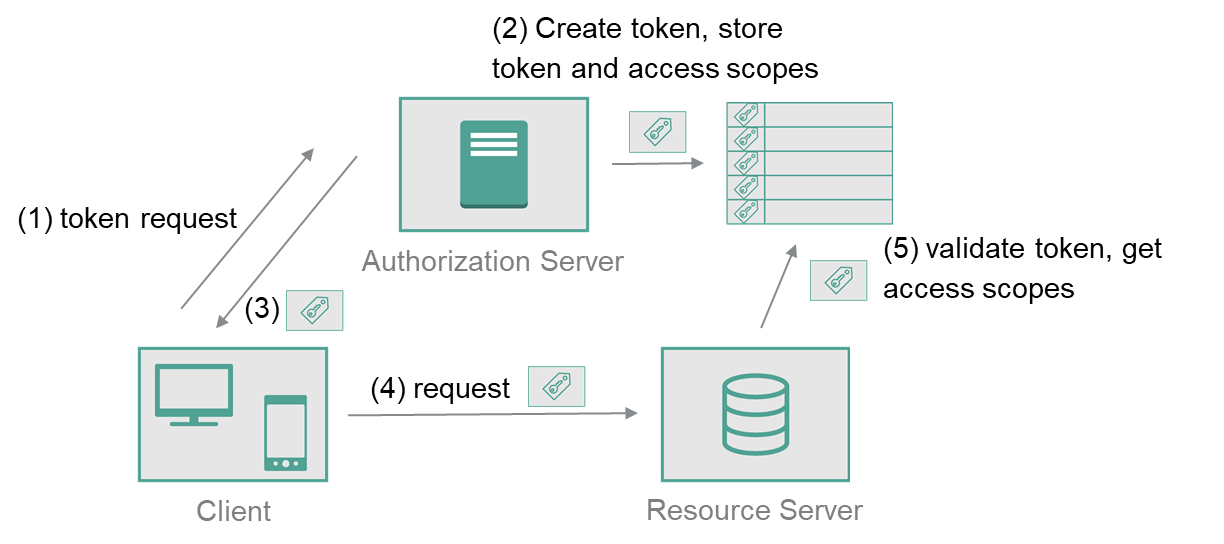 (2) Create token, store
token and access scopes
(1) token request
Authorization Server
(5) validate token, get
access scopes
(3)
(4) request
Client
Resource Server